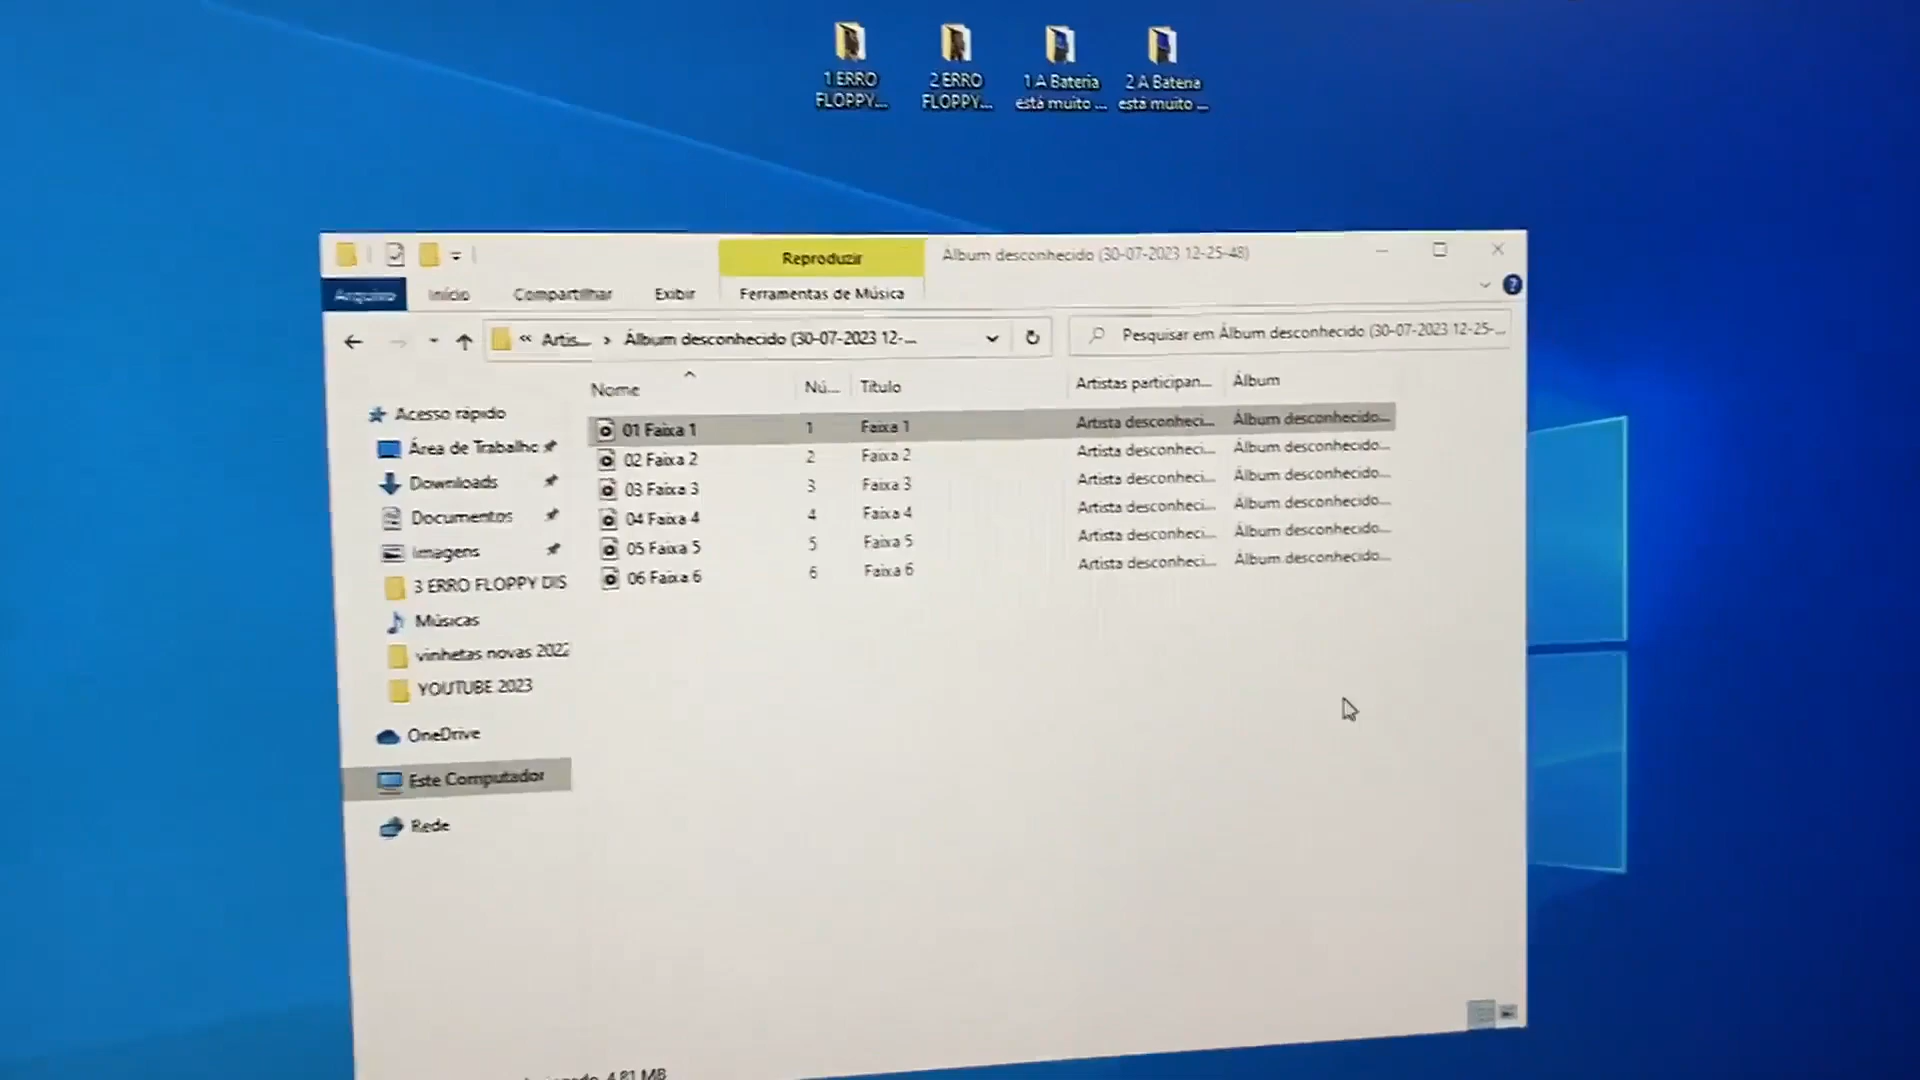 1 ERRO FLOPPY...
2 ERRO FLOPPY...
1 A Bateria está muito ...
2 A Bateria está muito ...
Reproduzir
Álbum desconhecido (30-07-2023 12-25-48)
Arquivo Início Compartilhar Exibir Ferramentas de Música
« Artis... › Álbum desconhecido (30-07-2023 12-...
Pesquisar em Álbum desconhecido (30-07-2023 12-25-...
Nome Nú... Título Artistas participan... Álbum
01 Faixa 1 1 Faixa 1 Artista desconheci... Álbum desconhecido...
02 Faixa 2 2 Faixa 2 Artista desconheci... Álbum desconhecido...
03 Faixa 3 3 Faixa 3 Artista desconheci... Álbum desconhecido...
04 Faixa 4 4 Faixa 4 Artista desconheci... Álbum desconhecido...
05 Faixa 5 5 Faixa 5 Artista desconheci... Álbum desconhecido...
06 Faixa 6 6 Faixa 6 Artista desconheci... Álbum desconhecido...
Acesso rápido
Área de Trabalho
Downloads
Documentos
Imagens
3 ERRO FLOPPY DIS
Músicas
vinhetas novas 2022
YOUTUBE 2023
OneDrive
Este Computador
Rede
4,81 MB